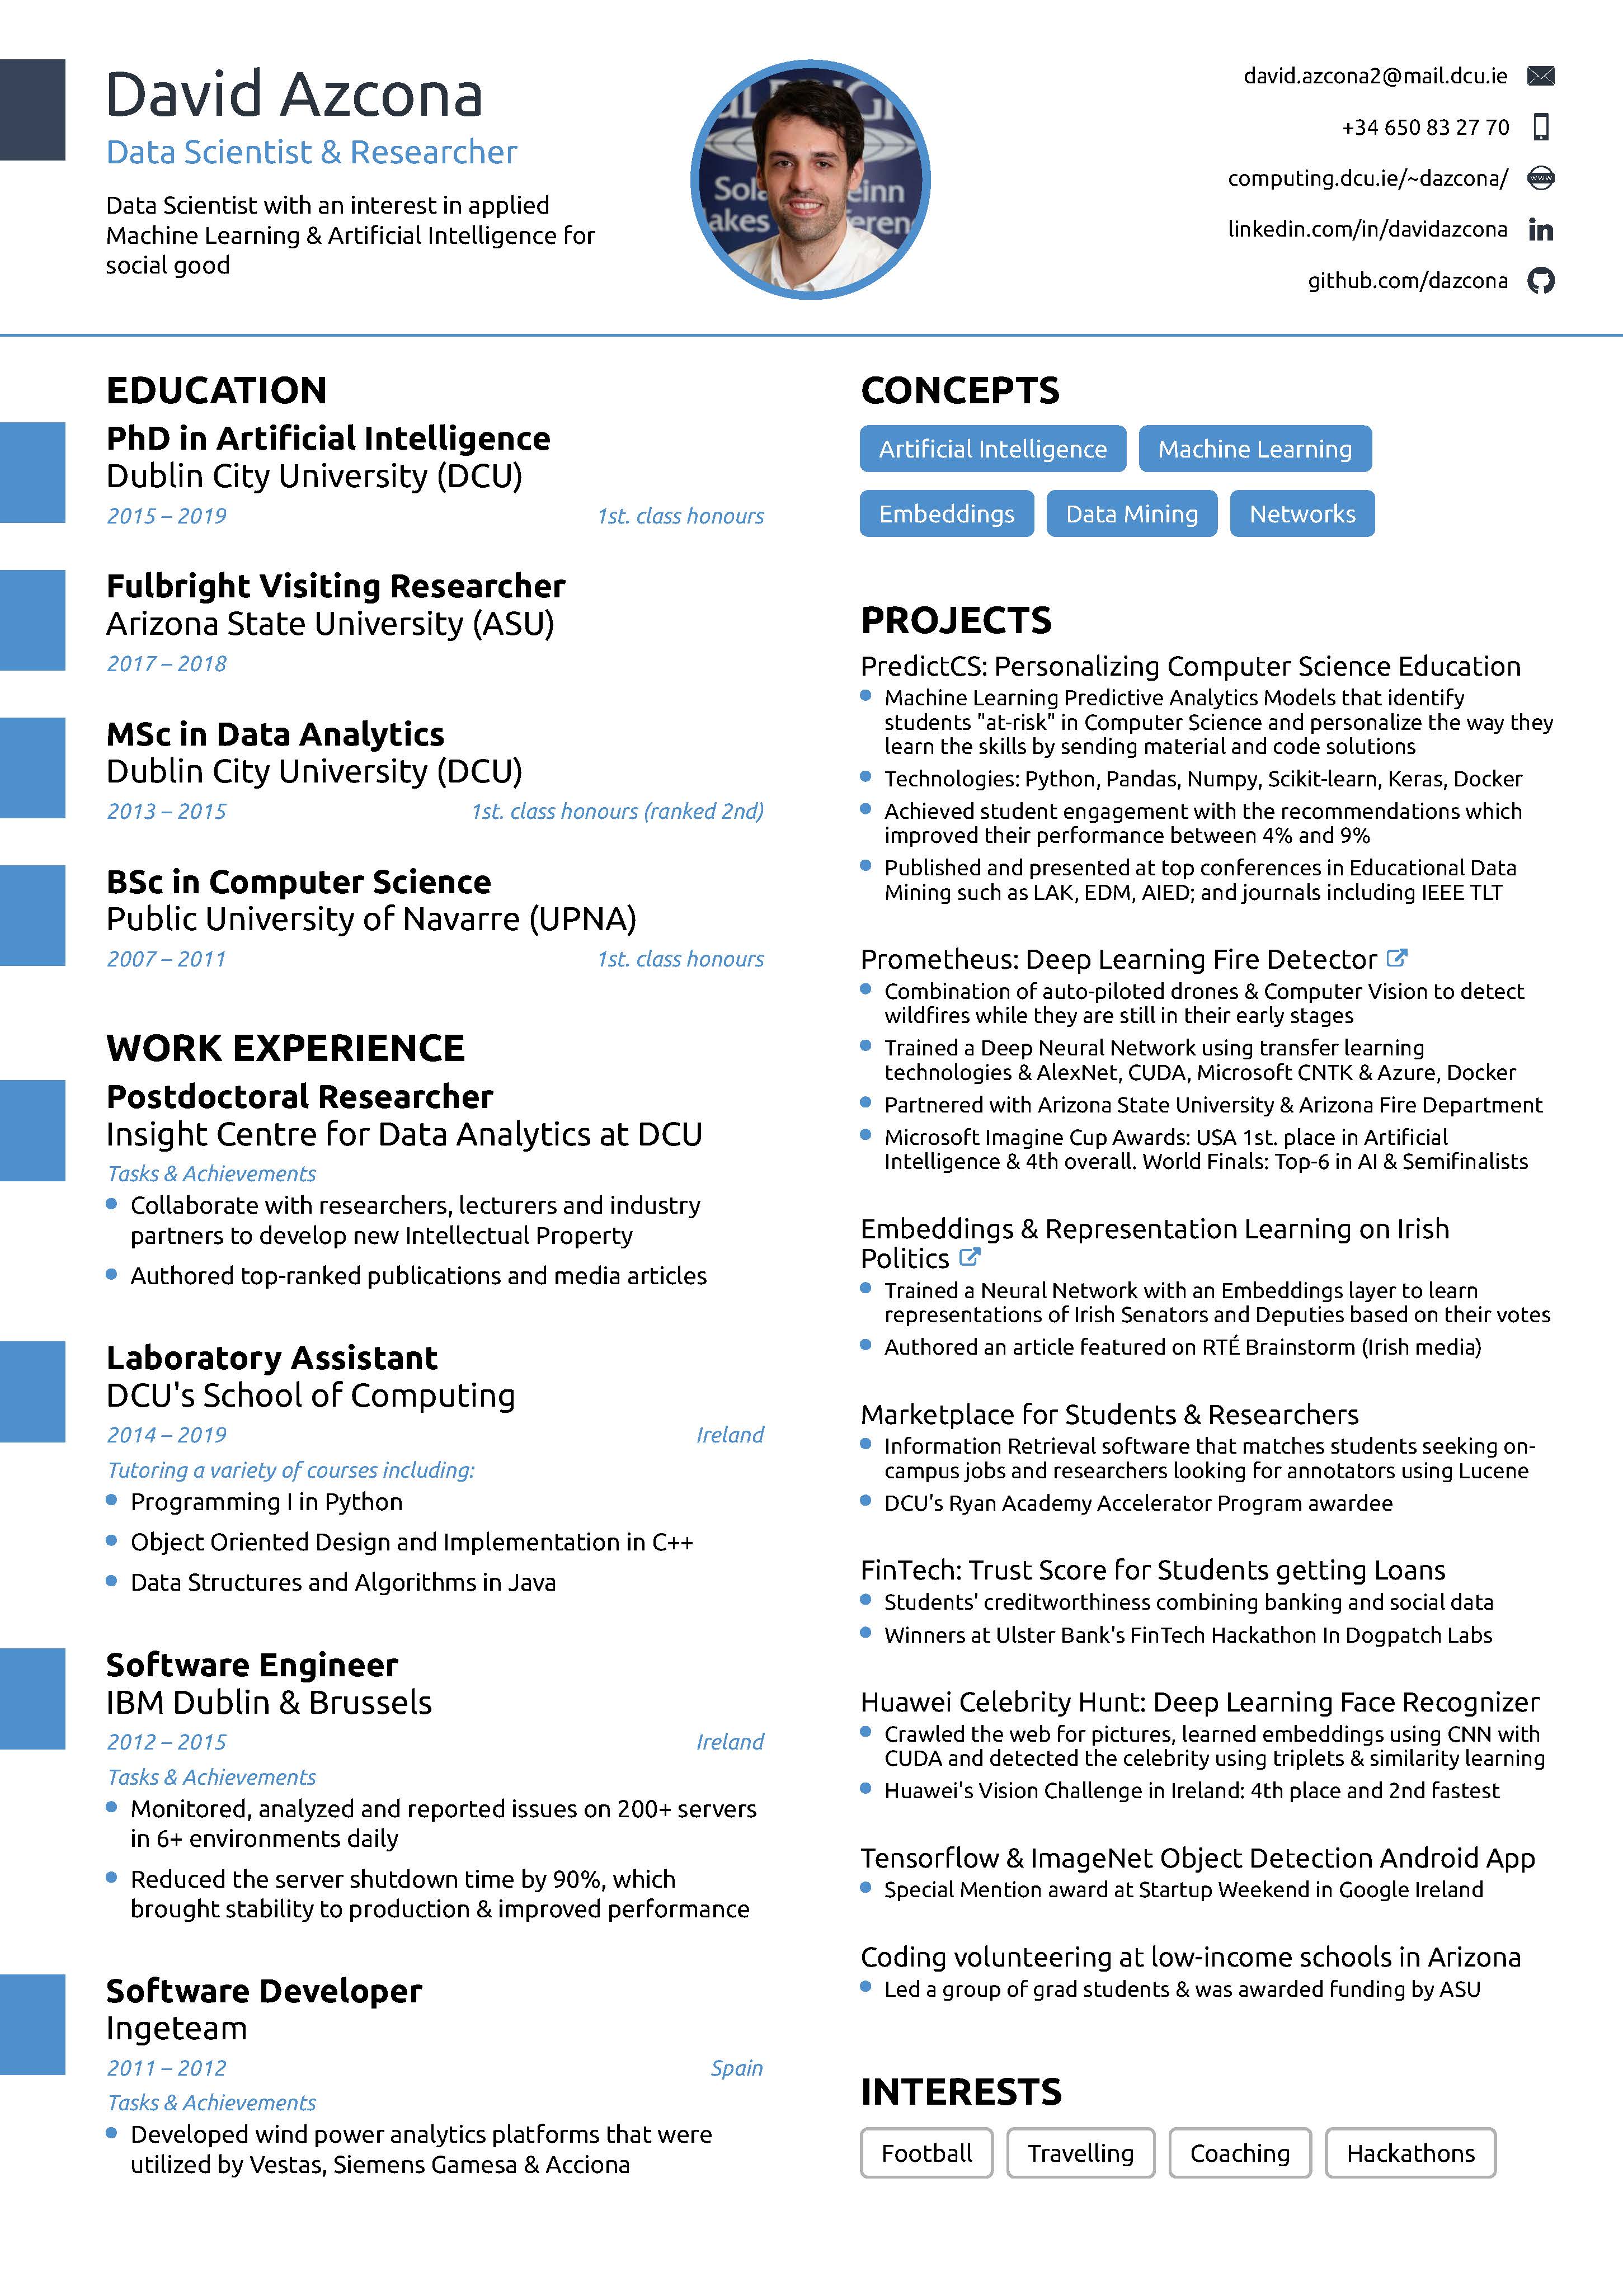 David Azcona
Data Scientist & Researcher
Data Scientist with an interest in applied
Machine Learning & Artificial Intelligence for
social good
Sola einn
lakes feren
david.azcona2@mail.dcu.ie
+34 650 83 27 70
computing.dcu.ie/~dazcona/
www
linkedin.com/in/davidazcona
in
github.com/dazcona
EDUCATION
PhD in Artificial Intelligence
Dublin City University (DCU)
2015 – 2019 1st. class honours
Fulbright Visiting Researcher
Arizona State University (ASU)
2017 – 2018
MSc in Data Analytics
Dublin City University (DCU)
2013 – 2015 1st. class honours (ranked 2nd)
BSc in Computer Science
Public University of Navarre (UPNA)
2007 – 2011 1st. class honours
WORK EXPERIENCE
Postdoctoral Researcher
Insight Centre for Data Analytics at DCU
Tasks & Achievements
Collaborate with researchers, lecturers and industry
partners to develop new Intellectual Property
Authored top-ranked publications and media articles
Laboratory Assistant
DCU's School of Computing
2014 – 2019 Ireland
Tutoring a variety of courses including:
Programming I in Python
Object Oriented Design and Implementation in C++
Data Structures and Algorithms in Java
Software Engineer
IBM Dublin & Brussels
2012 – 2015 Ireland
Tasks & Achievements
Monitored, analyzed and reported issues on 200+ servers
in 6+ environments daily
Reduced the server shutdown time by 90%, which
brought stability to production & improved performance
Software Developer
Ingeteam
2011 – 2012 Spain
Tasks & Achievements
Developed wind power analytics platforms that were
utilized by Vestas, Siemens Gamesa & Acciona
CONCEPTS
Artificial Intelligence Machine Learning
Embeddings Data Mining Networks
PROJECTS
PredictCS: Personalizing Computer Science Education
Machine Learning Predictive Analytics Models that identify
students "at-risk" in Computer Science and personalize the way they
learn the skills by sending material and code solutions
Technologies: Python, Pandas, Numpy, Scikit-learn, Keras, Docker
Achieved student engagement with the recommendations which
improved their performance between 4% and 9%
Published and presented at top conferences in Educational Data
Mining such as LAK, EDM, AIED; and journals including IEEE TLT
Prometheus: Deep Learning Fire Detector
Combination of auto-piloted drones & Computer Vision to detect
wildfires while they are still in their early stages
Trained a Deep Neural Network using transfer learning
technologies & AlexNet, CUDA, Microsoft CNTK & Azure, Docker
Partnered with Arizona State University & Arizona Fire Department
Microsoft Imagine Cup Awards: USA 1st. place in Artificial
Intelligence & 4th overall. World Finals: Top-6 in AI & Semifinalists
Embeddings & Representation Learning on Irish
Politics
Trained a Neural Network with an Embeddings layer to learn
representations of Irish Senators and Deputies based on their votes
Authored an article featured on RTÉ Brainstorm (Irish media)
Marketplace for Students & Researchers
Information Retrieval software that matches students seeking on-
campus jobs and researchers looking for annotators using Lucene
DCU's Ryan Academy Accelerator Program awardee
FinTech: Trust Score for Students getting Loans
Students' creditworthiness combining banking and social data
Winners at Ulster Bank's FinTech Hackathon In Dogpatch Labs
Huawei Celebrity Hunt: Deep Learning Face Recognizer
Crawled the web for pictures, learned embeddings using CNN with
CUDA and detected the celebrity using triplets & similarity learning
Huawei's Vision Challenge in Ireland: 4th place and 2nd fastest
Tensorflow & ImageNet Object Detection Android App
Special Mention award at Startup Weekend in Google Ireland
Coding volunteering at low-income schools in Arizona
Led a group of grad students & was awarded funding by ASU
INTERESTS
Football Travelling Coaching Hackathons